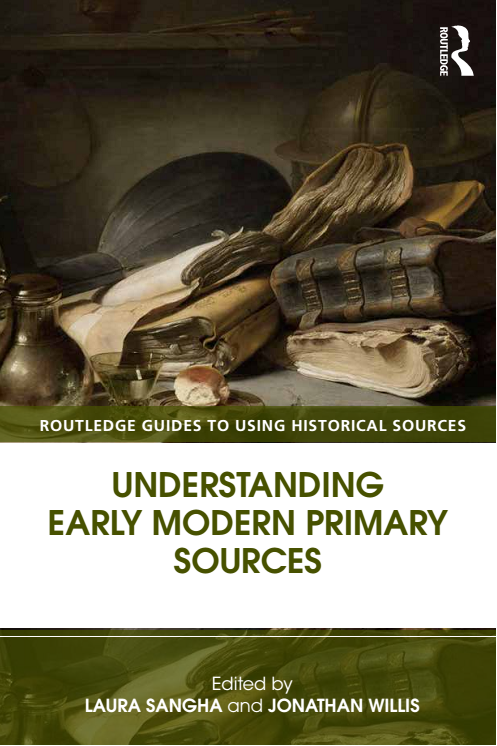 ROUTLEDGE
ROUTLEDGE GUIDES TO USING HISTORICAL SOURCES
UNDERSTANDING
EARLY MODERN PRIMARY
SOURCES
Edited by
LAURA SANGHA and JONATHAN WILLIS